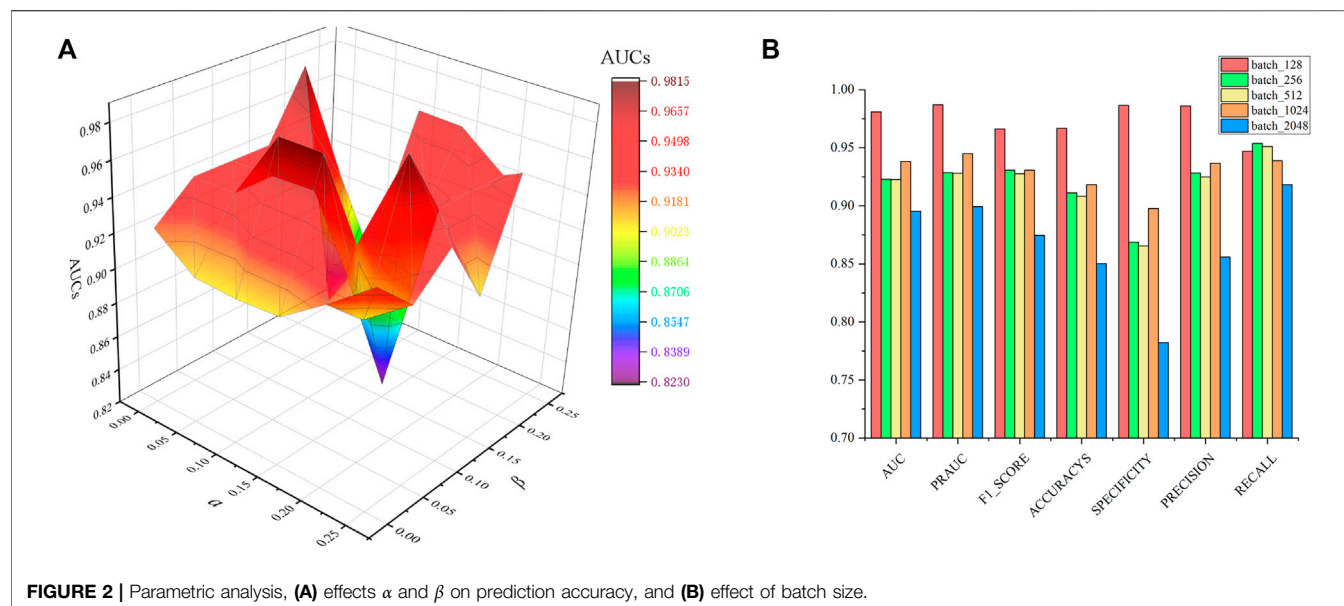 A
AUCs
0.9815
0.9657
0.9498
0.9340
0.9181
0.9023
0.8864
0.8706
0.8547
0.8389
0.8230
0.98
0.96
0.94
0.92
0.90
0.88
0.86
0.84
0.82
AUCs
0.00
0.05
0.10
0.15
0.20
0.25
α
0.00
0.05
0.10
0.15
0.20
0.25
β
B
batch_128
batch_256
batch_512
batch_1024
batch_2048
1.00
0.95
0.90
0.85
0.80
0.75
0.70
AUC
PRAUC
F1_SCORE
ACCURACYS
SPECIFICITY
PRECISION
RECALL
FIGURE 2 | Parametric analysis, (A) effects α and β on prediction accuracy, and (B) effect of batch size.